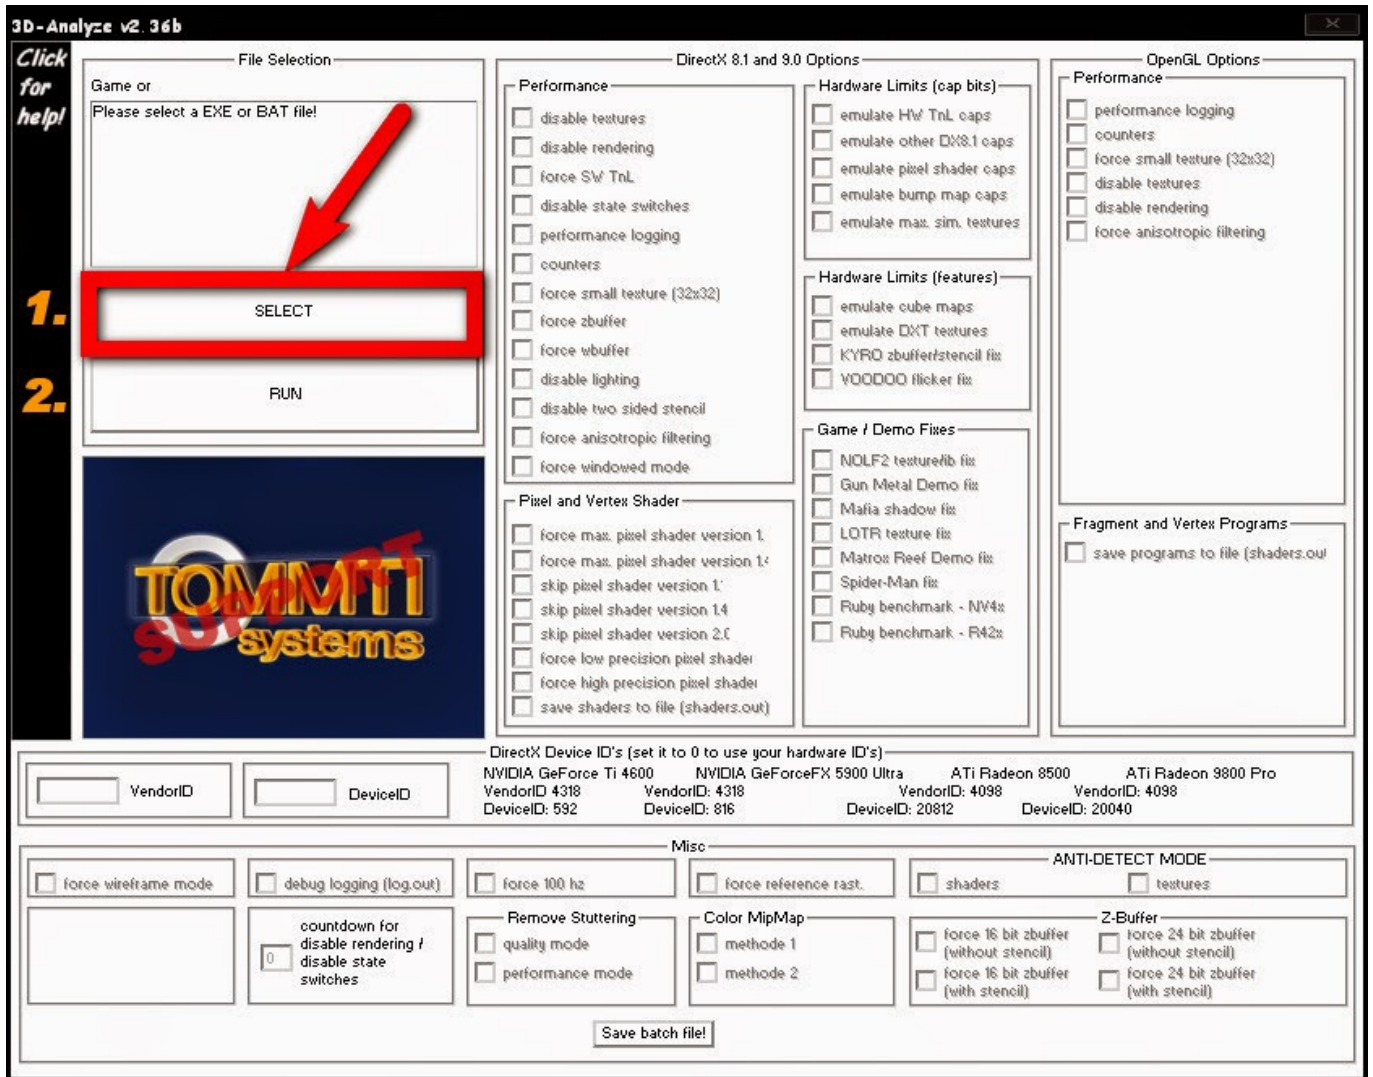 3D-Analyze v2.36b
Click
for
help!
1.
2.
File Selection
Game or
Please select a EXE or BAT file!
SELECT
RUN
TOMMTI
SUPPORT
systems
DirectX 8.1 and 9.0 Options
Performance
disable textures
disable rendering
force SW TnL
disable state switches
performance logging
counters
force small texture (32x32)
force zbuffer
force wbuffer
disable lighting
disable two sided stencil
force anisotropic filtering
force windowed mode
Pixel and Vertex Shader
force max. pixel shader version 1.
force max. pixel shader version 1.4
skip pixel shader version 1.
skip pixel shader version 1.4
skip pixel shader version 2.0
force low precision pixel shader
force high precision pixel shader
save shaders to file (shaders.out)
Hardware Limits (cap bits)
emulate HW TnL caps
emulate other DX8.1 caps
emulate pixel shader caps
emulate bump map caps
emulate max. sim. textures
Hardware Limits (features)
emulate cube maps
emulate DXT textures
KYRO zbuffer/stencil fix
VOODOO flicker fix
Game / Demo Fixes
NOLF2 texture/lib fix
Gun Metal Demo fix
Mafia shadow fix
LOTR texture fix
Matrox Reef Demo fix
Spider-Man fix
Ruby benchmark - NV4x
Ruby benchmark - R42x
OpenGL Options
Performance
performance logging
counters
force small texture (32x32)
disable textures
disable rendering
force anisotropic filtering
Fragment and Vertex Programs
save programs to file (shaders.out
DirectX Device ID's (set it to 0 to use your hardware ID's)
VendorID
DeviceID
NVIDIA GeForce Ti 4600 NVIDIA GeForceFX 5900 Ultra ATi Radeon 8500 ATi Radeon 9800 Pro
VendorID 4318 VendorID: 4318 VendorID: 4098 VendorID: 4098
DeviceID: 592 DeviceID: 816 DeviceID: 20812 DeviceID: 20040
Misc
force wireframe mode
debug logging (log.out)
force 100 hz
force reference rast.
ANTI-DETECT MODE
shaders
textures
0
countdown for
disable rendering /
disable state
switches
Remove Stuttering
quality mode
performance mode
Color MipMap
methode 1
methode 2
Z-Buffer
force 16 bit zbuffer
(without stencil)
force 24 bit zbuffer
(without stencil)
force 16 bit zbuffer
(with stencil)
force 24 bit zbuffer
(with stencil)
Save batch file!